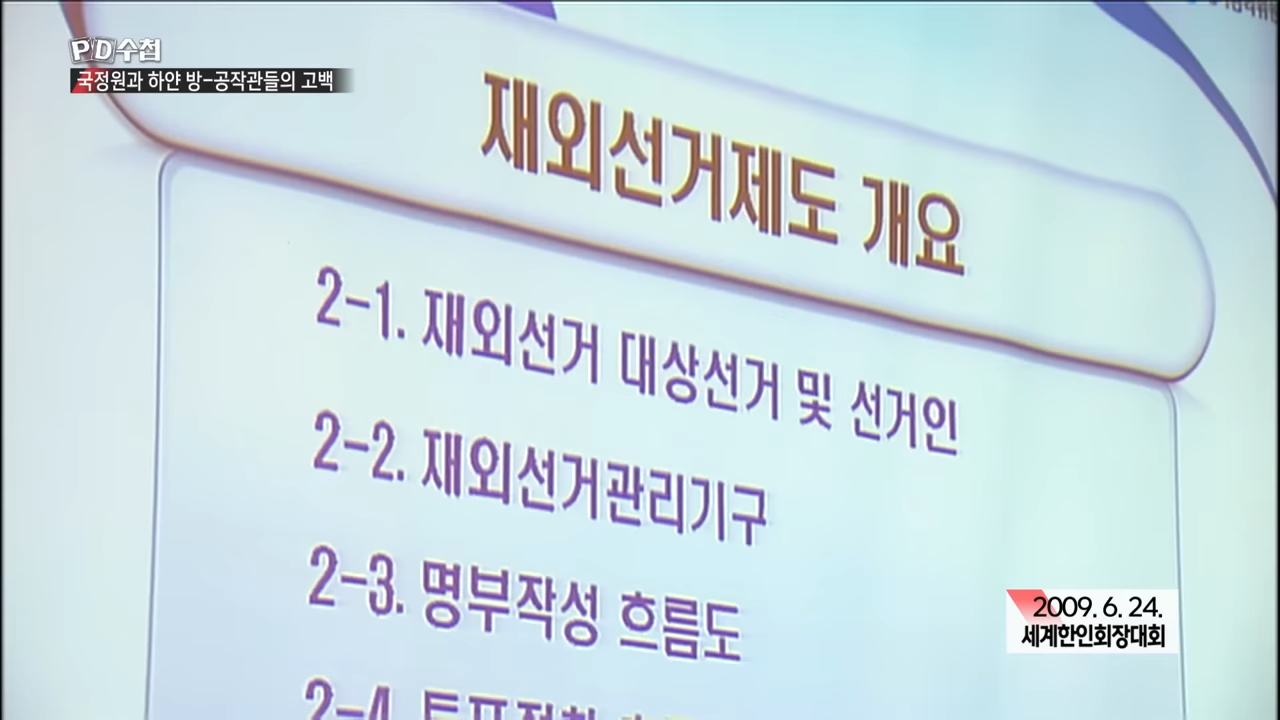 PD수첩
국정원과 하얀 방-공작관들의 고백
재외선거제도 개요
2-1. 재외선거 대상선거 및 선거인
2-2. 재외선거관리기구
2-3. 명부작성 흐름도
2-4.
2009. 6. 24.
세계한인회장대회